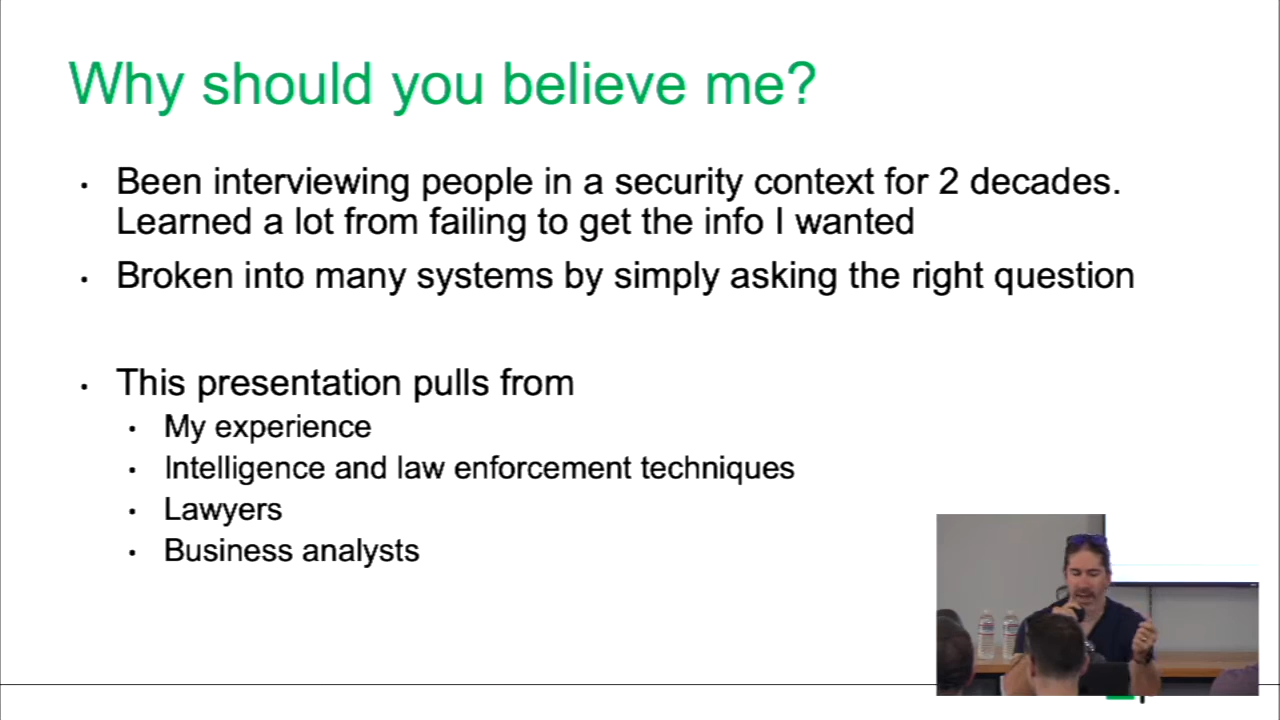 Why should you believe me?
Been interviewing people in a security context for 2 decades.
Learned a lot from failing to get the info I wanted
Broken into many systems by simply asking the right question
This presentation pulls from
My experience
Intelligence and law enforcement techniques
Lawyers
Business analysts